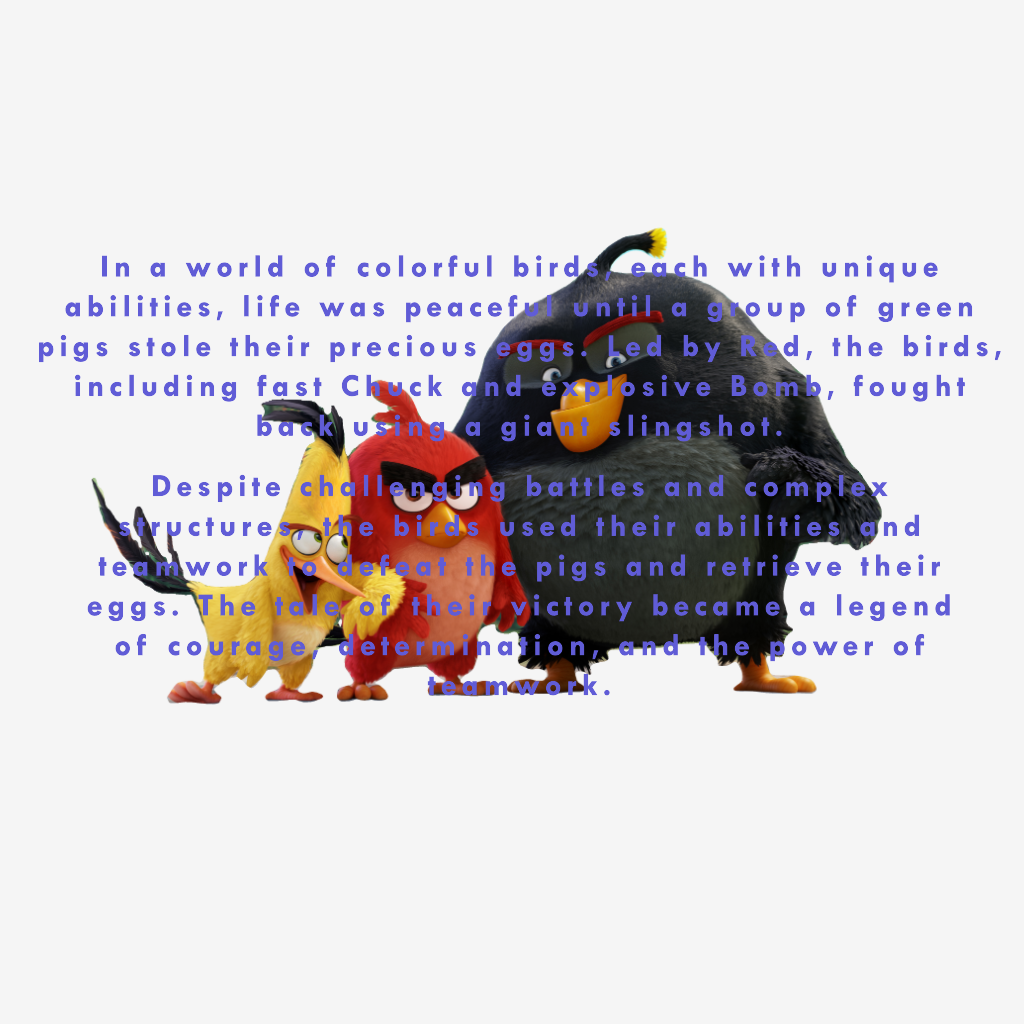 In a world of colorful birds, each with unique
abilities, life was peaceful until a group of green
pigs stole their precious eggs. Led by Red, the birds,
including fast Chuck and explosive Bomb, fought
back using a giant slingshot.
Despite challenging battles and complex
structures, the birds used their abilities and
teamwork to defeat the pigs and retrieve their
eggs. The tale of their victory became a legend
of courage, determination, and the power of
teamwork.